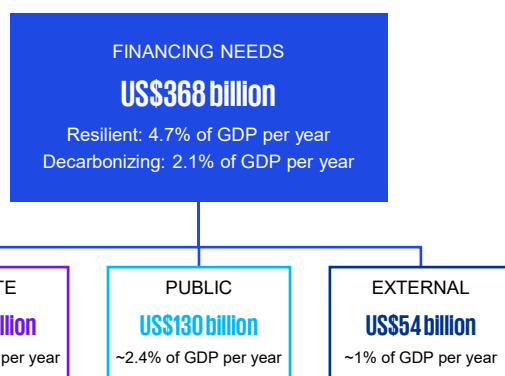 FINANCING NEEDS
US$368 billion
Resilient: 4.7% of GDP per year
Decarbonizing: 2.1% of GDP per year
PUBLIC
US$130 billion
~2.4% of GDP per year
EXTERNAL
US$54 billion
~1% of GDP per year
per year